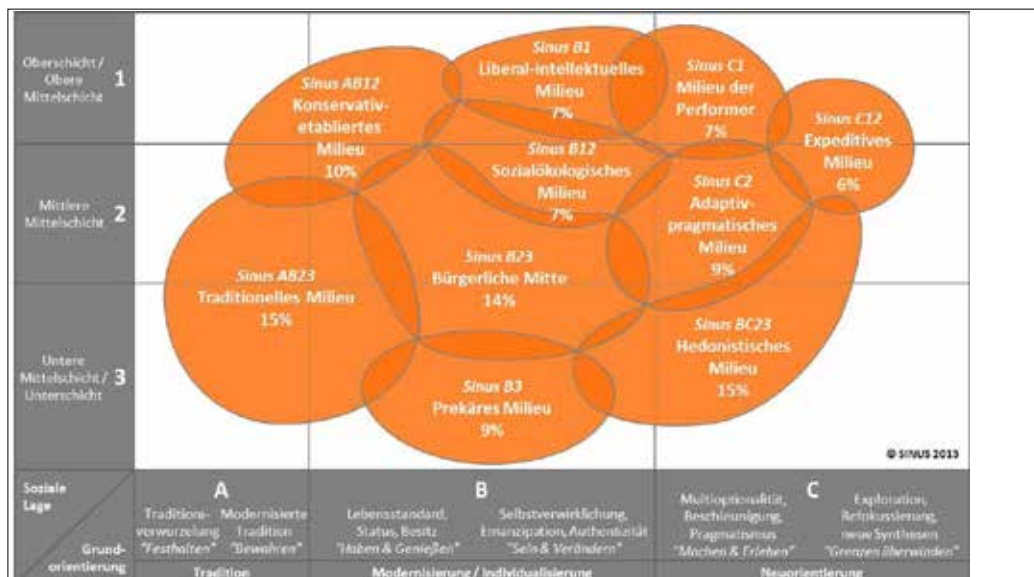 Oberschicht /
Obere
Mittelschicht
1
Mittlere
Mittelschicht
2
Untere
Mittelschicht /
Unterschicht
3
Sinus AB12
Konservativ-
etabliertes
Milieu
10%
Sinus B1
Liberal-intellektuelles
Milieu
7%
Sinus C1
Milieu der
Performer
7%
Sinus C12
Expeditives
Milieu
6%
Sinus B12
Sozialökologisches
Milieu
7%
Sinus C2
Adaptiv-
pragmatisches
Milieu
9%
Sinus AB23
Traditionelles Milieu
15%
Sinus B23
Bürgerliche Mitte
14%
Sinus BC23
Hedonistisches
Milieu
15%
Sinus B3
Prekäres Milieu
9%
© SINUS 2013
Soziale
Lage
Grund-
orientierung
A
Traditions-
verwurzelung
"Festhalten"
Modernisierte
Tradition
"Bewahren"
Tradition
B
Lebensstandard,
Status, Besitz
"Haben & Genießen"
Selbstverwirklichung,
Emanzipation, Authentizität
"Sein & Verändern"
Modernisierung / Individualisierung
C
Multioptionalität,
Beschleunigung,
Pragmatismus
"Machen & Erleben"
Exploration,
Refokussierung,
neue Synthesen
"Grenzen überwinden"
Neuorientierung